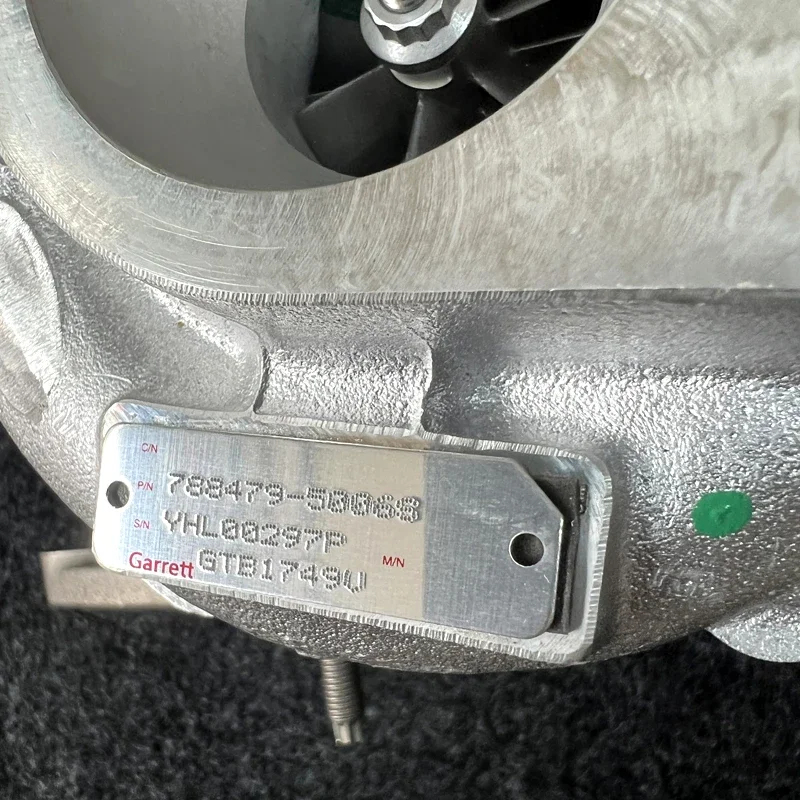 C/N
P/N 788479-5006S
S/N YHL00297P
Garrett GTB1749V M/N